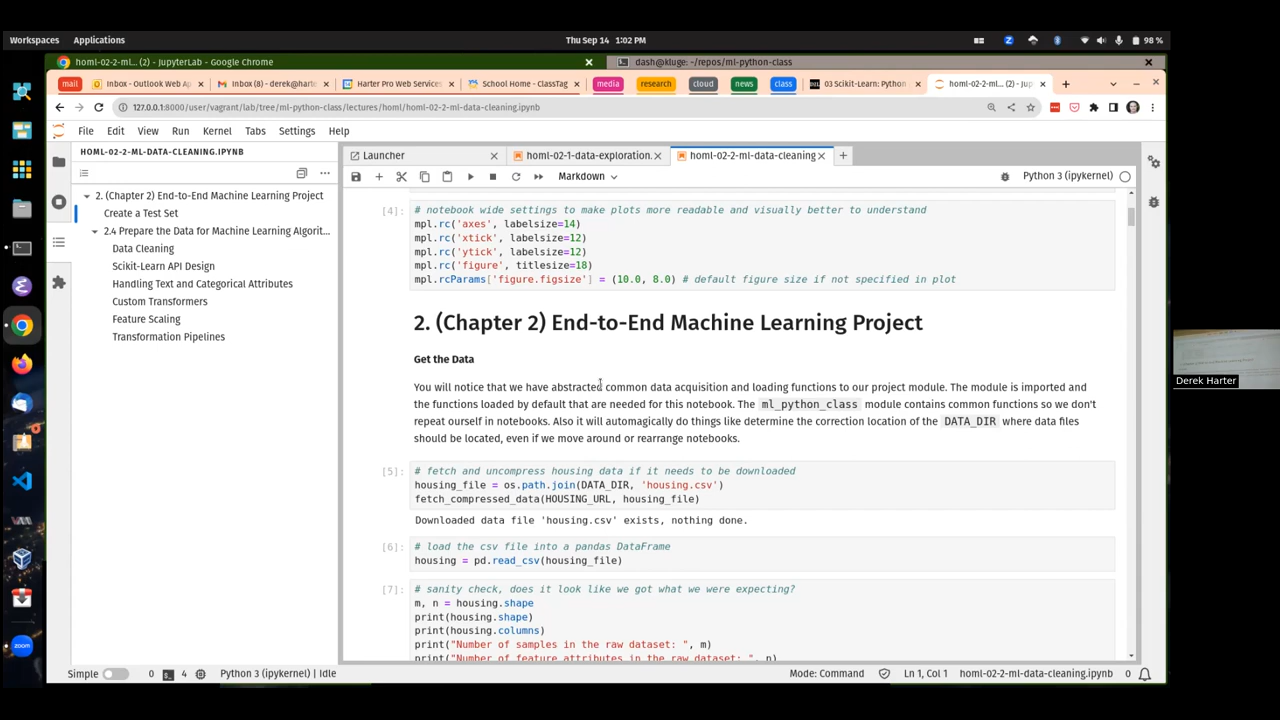 Workspaces Applications Thu Sep 14 1:02 PM 98 %
homl-02-2-ml-data-cleaning.ipynb (2) - JupyterLab - Google Chrome dash@kluge: ~/repos/ml-python-class
mail Inbox - Outlook Web Ap Inbox (8) - derek@hart Harter Pro Web Services School Home - ClassTag media research cloud news class 03 Scikit-Learn: Python homl-02-2-ml... (2) - Jup
127.0.0.1:8000/user/vagrant/lab/tree/ml-python-class/lectures/homl/homl-02-2-ml-data-cleaning.ipynb
File Edit View Run Kernel Tabs Settings Help
HOML-02-2-ML-DATA-CLEANING.IPYNB
Launcher homl-02-1-data-exploration. homl-02-2-ml-data-cleaning
Markdown Python 3 (ipykernel)
2. (Chapter 2) End-to-End Machine Learning Project
Create a Test Set
2.4 Prepare the Data for Machine Learning Algorit...
Data Cleaning
Scikit-Learn API Design
Handling Text and Categorical Attributes
Custom Transformers
Feature Scaling
Transformation Pipelines
[4]: # notebook wide settings to make plots more readable and visually better to understand
mpl.rc('axes', labelsize=14)
mpl.rc('xtick', labelsize=12)
mpl.rc('ytick', labelsize=12)
mpl.rc('figure', titlesize=18)
mpl.rcParams['figure.figsize'] = (10.0, 8.0) # default figure size if not specified in plot
2. (Chapter 2) End-to-End Machine Learning Project
Get the Data
You will notice that we have abstracted common data acquisition and loading functions to our project module. The module is imported and
the functions loaded by default that are needed for this notebook. The ml_python_class module contains common functions so we don't
repeat ourself in notebooks. Also it will automagically do things like determine the correction location of the DATA_DIR where data files
should be located, even if we move around or rearrange notebooks.
[5]: # fetch and uncompress housing data if it needs to be downloaded
housing_file = os.path.join(DATA_DIR, 'housing.csv')
fetch_compressed_data(HOUSING_URL, housing_file)
Downloaded data file 'housing.csv' exists, nothing done.
[6]: # load the csv file into a pandas DataFrame
housing = pd.read_csv(housing_file)
[7]: # sanity check, does it look like we got what we were expecting?
m, n = housing.shape
print(housing.shape)
print(housing.columns)
print("Number of samples in the raw dataset: ", m)
print("Number of feature attributes in the raw dataset: ", n)
Simple 0 4 Python 3 (ipykernel) | Idle Mode: Command Ln 1, Col 1 homl-02-2-ml-data-cleaning.ipynb 0
Derek Harter